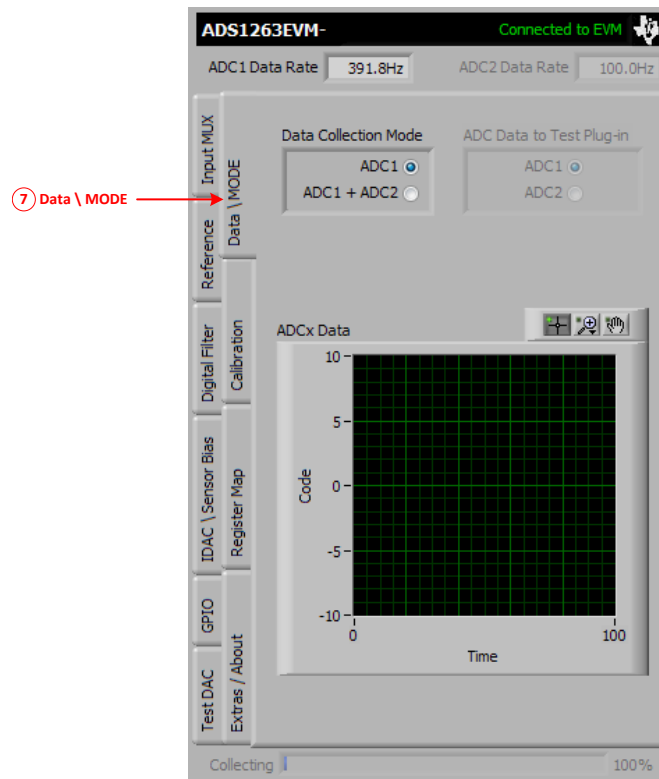 ADS1263EVM- Connected to EVM
ADC1 Data Rate 391.8Hz ADC2 Data Rate 100.0Hz
7 Data \ MODE
Input MUX
Reference
Digital Filter
IDAC \ Sensor Bias
GPIO
Test DAC
Data \ MODE
Calibration
Register Map
Extras / About
Data Collection Mode
ADC1
ADC1 + ADC2
ADC Data to Test Plug-in
ADC1
ADC2
ADCx Data
10
5
0
-5
-10
Code
0 100
Time
Collecting 100%